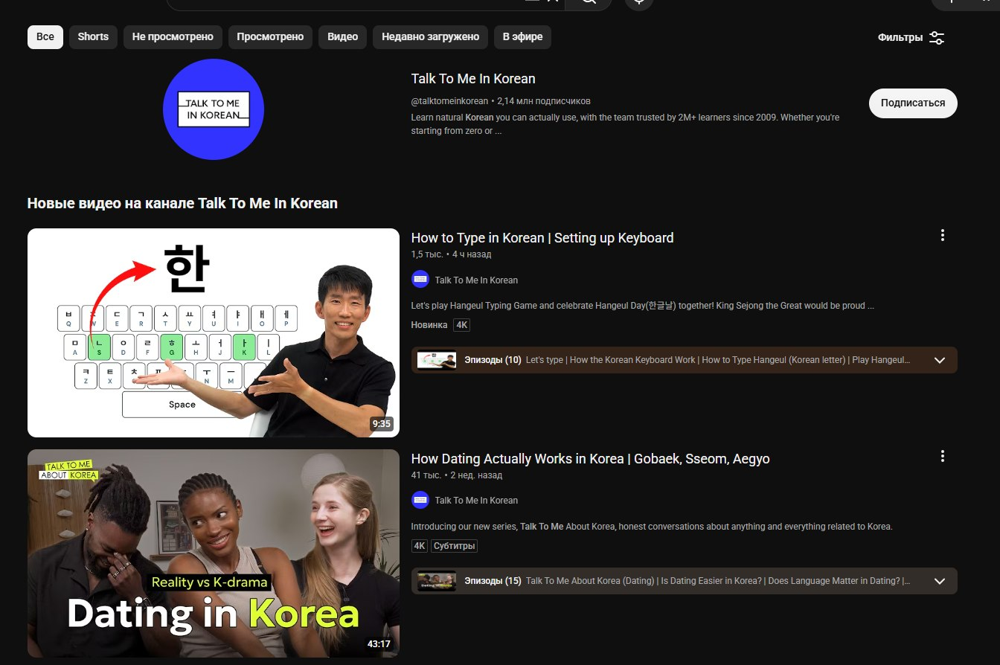 Все
Shorts
Не просмотрено
Просмотрено
Видео
Недавно загружено
В эфире
Фильтры
TALK TO ME
IN KOREAN
Talk To Me In Korean
@talktomeinkorean • 2,14 млн подписчиков
Learn natural Korean you can actually use, with the team trusted by 2M+ learners since 2009. Whether you're
starting from zero or ...
Подписаться
Новые видео на канале Talk To Me In Korean
한
ㅂ ㄷ ㄱ ㅅ ㅛ ㅕ ㅑ ㅐ ㅔ
Q W E R T Y U I O P
ㅁ ㄴ ㅇ ㄹ ㅎ ㅗ ㅓ ㅏ ㅣ
A S D F G H J K L
ㅋ ㅌ ㅊ ㅍ ㅜ ㅡ
Z X N M
Space
9:35
How to Type in Korean | Setting up Keyboard
1,5 тыс. • 4 ч назад
Talk To Me In Korean
Let's play Hangeul Typing Game and celebrate Hangeul Day(한글날) together! King Sejong the Great would be proud ...
Новинка 4K
Эпизоды (10) Let's type | How the Korean Keyboard Work | How to Type Hangeul (Korean letter) | Play Hangeul...
TALK TO ME
ABOUT KOREA
Reality vs K-drama
Dating in Korea
43:17
How Dating Actually Works in Korea | Gobaek, Sseom, Aegyo
41 тыс. • 2 нед. назад
Talk To Me In Korean
Introducing our new series, Talk To Me About Korea, honest conversations about anything and everything related to Korea.
4K Субтитры
Эпизоды (15) Talk To Me About Korea (Dating) | Is Dating Easier in Korea? | Does Language Matter in Dating? |...